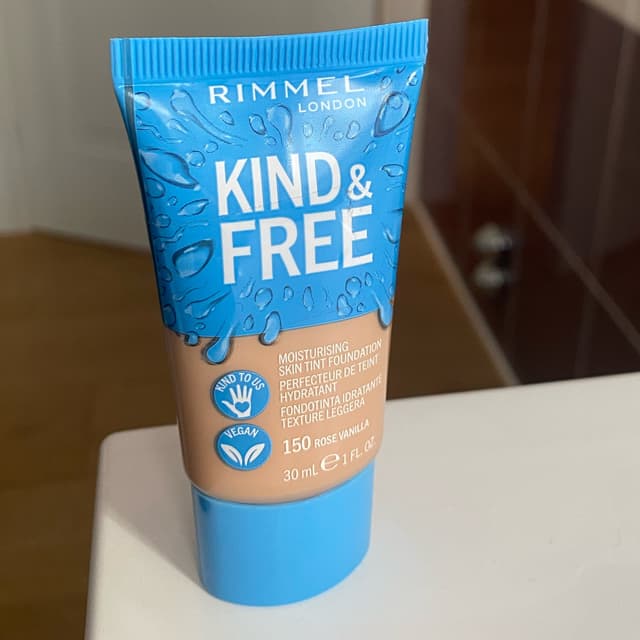 RIMMEL
LONDON
KIND &
FREE
MOISTURISING
SKIN TINT FOUNDATION
PERFECTEUR DE TEINT
HYDRATANT
FONDOTINTA IDRATANTE
TEXTURE LEGGERA
KIND TO US
VEGAN
150 ROSE VANILLA
30 mL ℮ 1 FL. OZ.